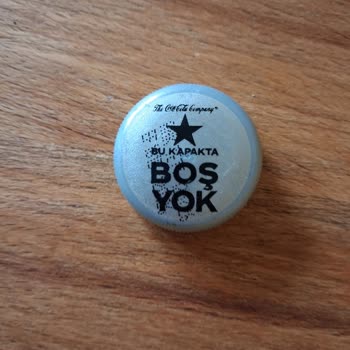 The Coca-Cola Company
BU KAPAKTA
BOŞ
YOK